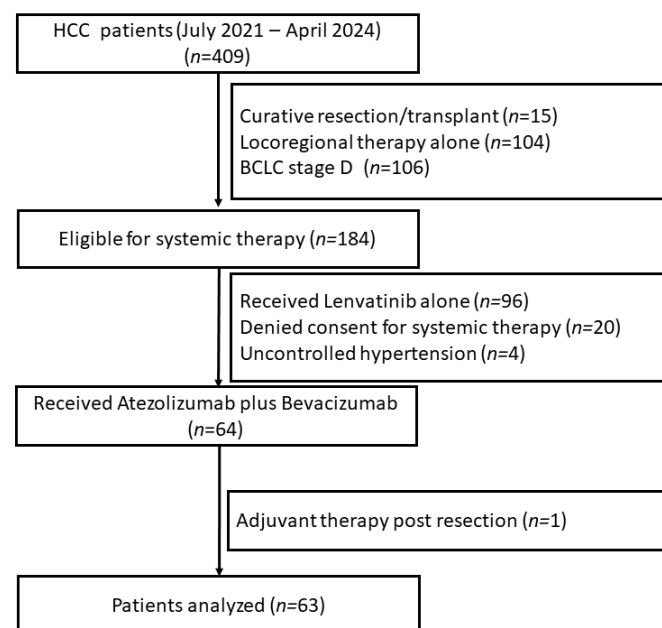 HCC patients (July 2021 – April 2024)
(n=409)
Curative resection/transplant (n=15)
Locoregional therapy alone (n=104)
BCLC stage D (n=106)
Eligible for systemic therapy (n=184)
Received Lenvatinib alone (n=96)
Denied consent for systemic therapy (n=20)
Uncontrolled hypertension (n=4)
Received Atezolizumab plus Bevacizumab
(n=64)
Adjuvant therapy post resection (n=1)
Patients analyzed (n=63)